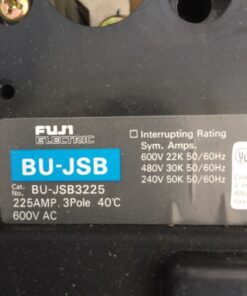 FUJI
ELECTRIC
BU-JSB
Cat. No. BU-JSB3225
225AMP. 3Pole 40℃
600V AC
Interrupting Rating
Sym. Amps.
600V 22K 50/60Hz
480V 30K 50/60Hz
240V 50K 50/60Hz